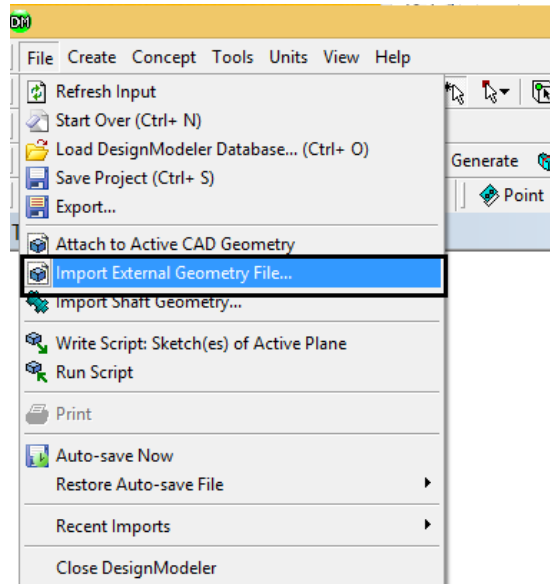 DM
File Create Concept Tools Units View Help
Refresh Input
Start Over (Ctrl+ N)
Load DesignModeler Database... (Ctrl+ O)
Generate
Save Project (Ctrl+ S)
Export...
Point
Attach to Active CAD Geometry
Import External Geometry File...
Import Shaft Geometry...
Write Script: Sketch(es) of Active Plane
Run Script
Print
Auto-save Now
Restore Auto-save File
Recent Imports
Close DesignModeler